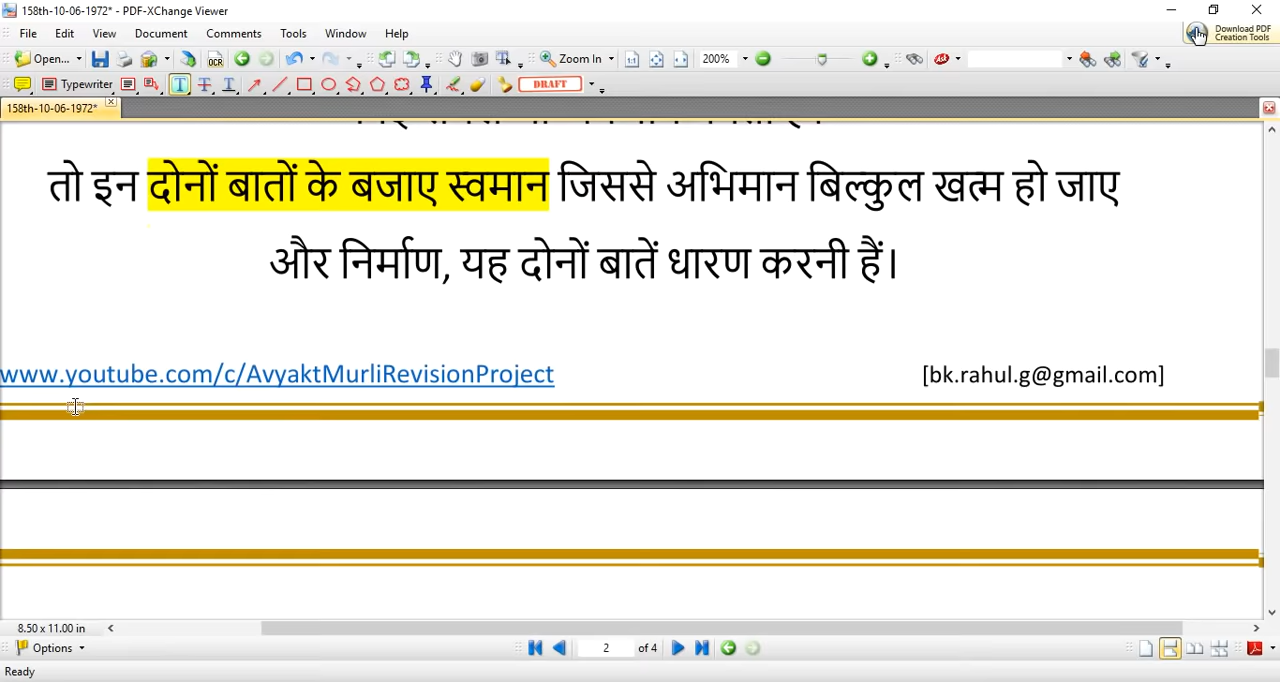 158th-10-06-1972* - PDF-XChange Viewer
File Edit View Document Comments Tools Window Help
Download PDF
Creation Tools
Open... OCR Zoom In 200%
Typewriter DRAFT
158th-10-06-1972*
तो इन दोनों बातों के बजाए स्वमान जिससे अभिमान बिल्कुल खत्म हो जाए
और निर्माण, यह दोनों बातें धारण करनी हैं।
www.youtube.com/c/AvyaktMurliRevisionProject [bk.rahul.g@gmail.com]
8.50 x 11.00 in
Options 2 of 4
Ready